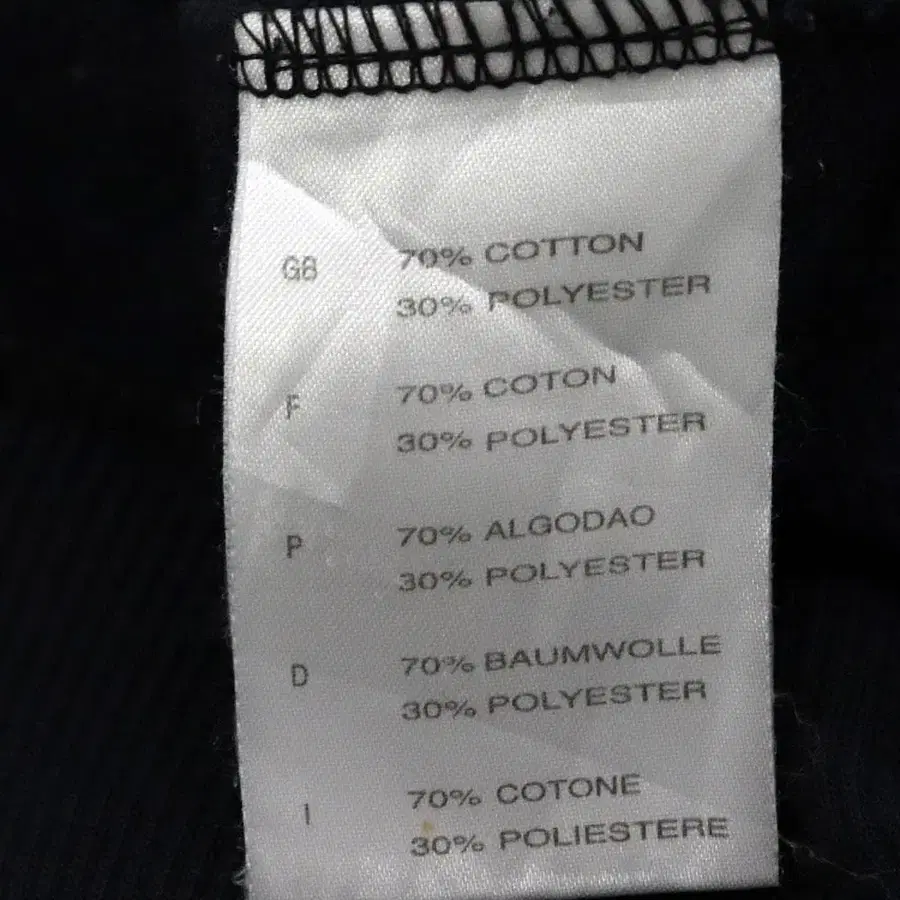 GB 70% COTTON
30% POLYESTER
F 70% COTON
30% POLYESTER
P 70% ALGODAO
30% POLYESTER
D 70% BAUMWOLLE
30% POLYESTER
I 70% COTONE
30% POLIESTERE